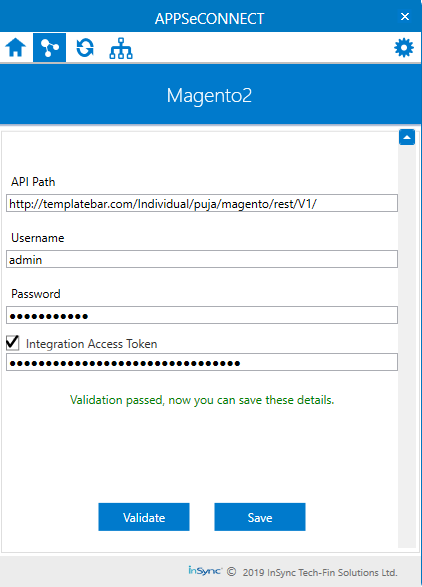 APPSeCONNECT
Magento2
API Path
http://templatebar.com/Individual/puja/magento/rest/V1/
Username
admin
Password
●●●●●●●●●●●
Integration Access Token
●●●●●●●●●●●●●●●●●●●●●●●●●●●●●●●●
Validation passed, now you can save these details.
Validate Save
inSync © 2019 InSync Tech-Fin Solutions Ltd.